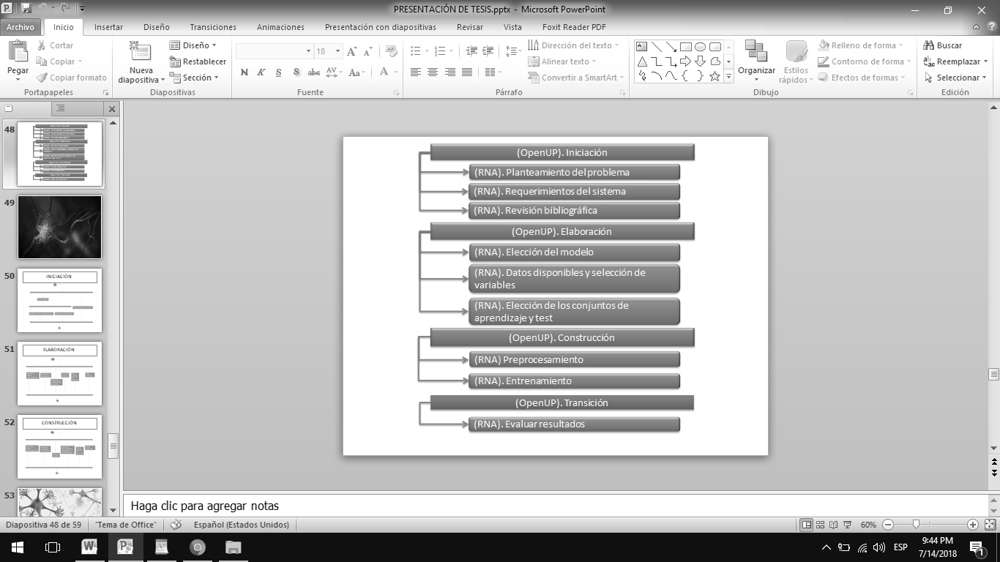 PRESENTACIÓN DE TESIS.pptx - Microsoft PowerPoint
Archivo Inicio Insertar Diseño Transiciones Animaciones Presentación con diapositivas Revisar Vista Foxit Reader PDF
Pegar
Cortar
Copiar
Copiar formato
Portapapeles
Nueva
diapositiva
Diseño
Restablecer
Sección
Diapositivas
18
N K S S abc AV Aa A
Fuente
Dirección del texto
Alinear texto
Convertir a SmartArt
Párrafo
Organizar
Estilos
rápidos
Relleno de forma
Contorno de forma
Efectos de formas
Dibujo
Buscar
Reemplazar
Seleccionar
Edición
48
49
50
INICIACIÓN
51
ELABORACIÓN
52
CONSTRUCCIÓN
53
(OpenUP). Iniciación
(RNA). Planteamiento del problema
(RNA). Requerimientos del sistema
(RNA). Revisión bibliográfica
(OpenUP). Elaboración
(RNA). Elección del modelo
(RNA). Datos disponibles y selección de
variables
(RNA). Elección de los conjuntos de
aprendizaje y test
(OpenUP). Construcción
(RNA) Preprocesamiento
(RNA). Entrenamiento
(OpenUP). Transición
(RNA). Evaluar resultados
Haga clic para agregar notas
Diapositiva 48 de 59 "Tema de Office" Español (Estados Unidos) 60%
ESP
9:44 PM
7/14/2018
1